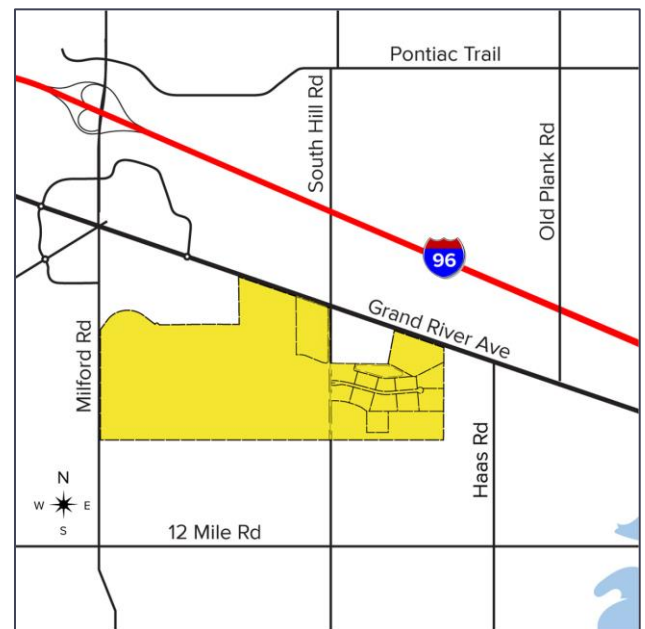 Pontiac Trail
South Hill Rd
Old Plank Rd
96
Grand River Ave
Milford Rd
Haas Rd
N
W E
S
12 Mile Rd